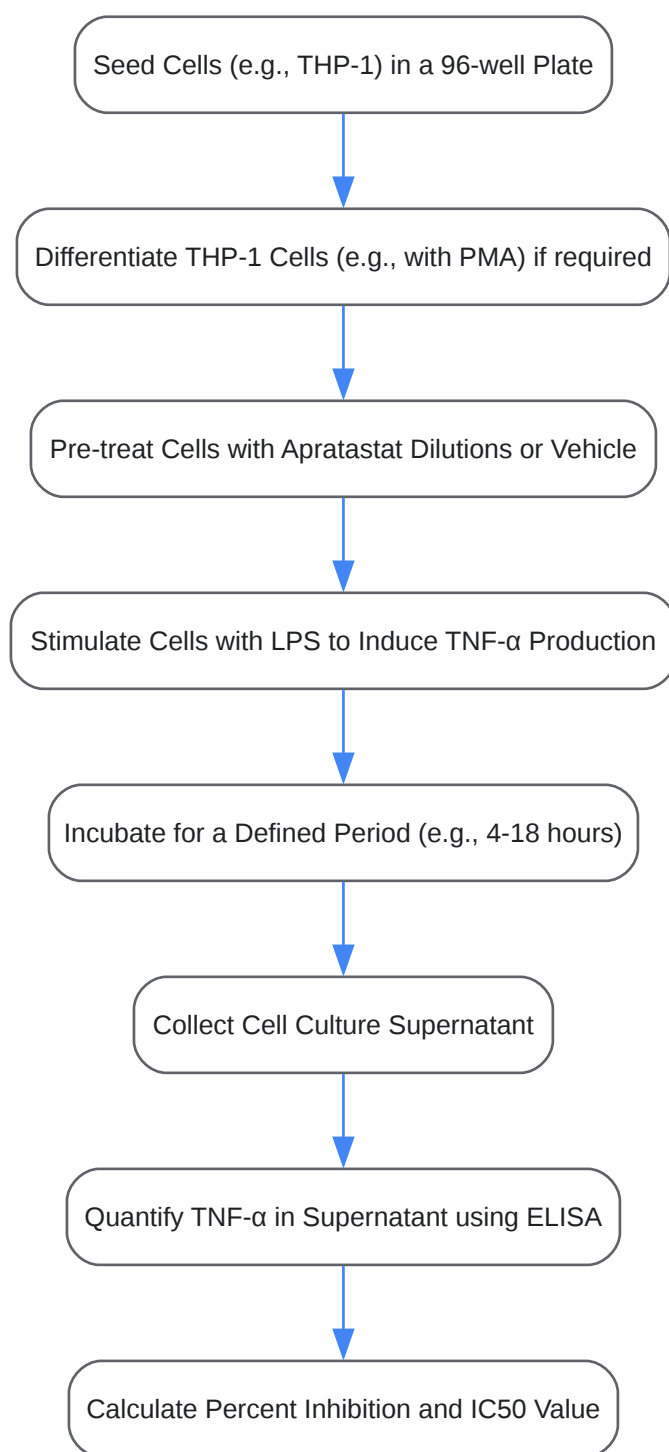 Seed Cells (e.g., THP-1) in a 96-well Plate
Differentiate THP-1 Cells (e.g., with PMA) if required
Pre-treat Cells with Apratastat Dilutions or Vehicle
Stimulate Cells with LPS to Induce TNF-α Production
Incubate for a Defined Period (e.g., 4-18 hours)
Collect Cell Culture Supernatant
Quantify TNF-α in Supernatant using ELISA
Calculate Percent Inhibition and IC50 Value